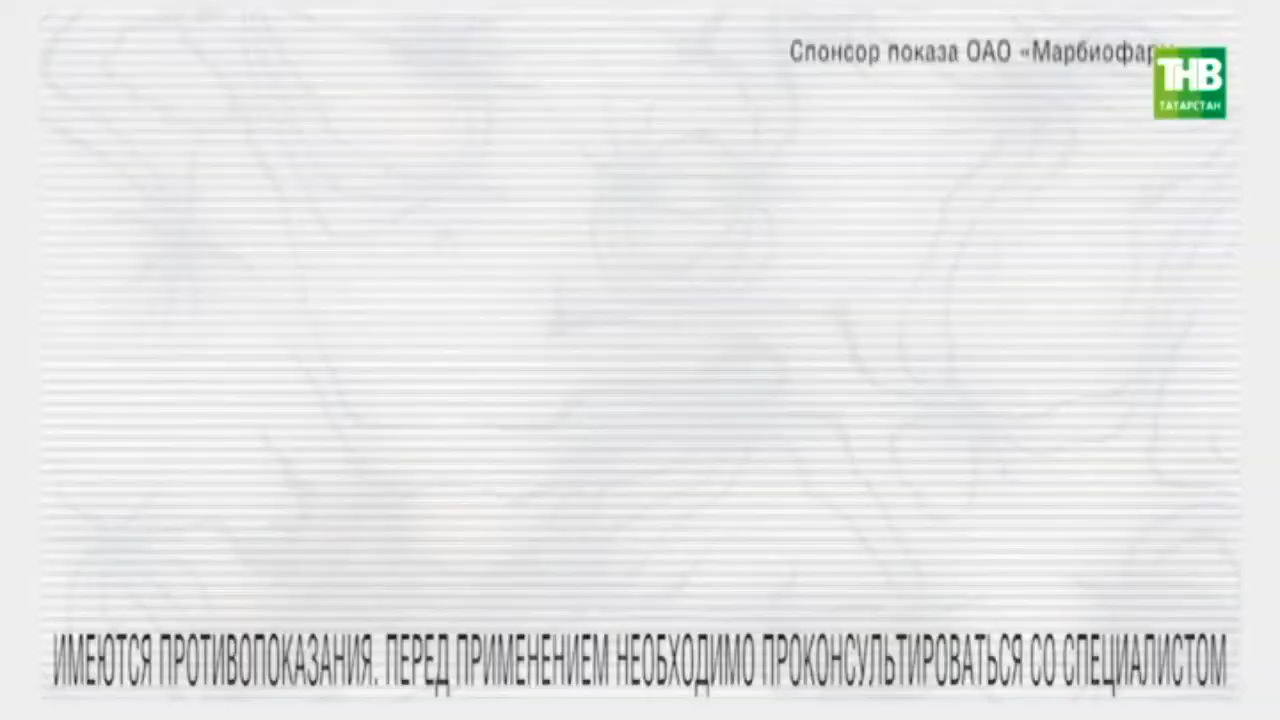 Спонсор показа ОАО «Марбиофарм
ТНВ
ТАТАРСТАН
ИМЕЮТСЯ ПРОТИВОПОКАЗАНИЯ. ПЕРЕД ПРИМЕНЕНИЕМ НЕОБХОДИМО ПРОКОНСУЛЬТИРОВАТЬСЯ СО СПЕЦИАЛИСТОМ